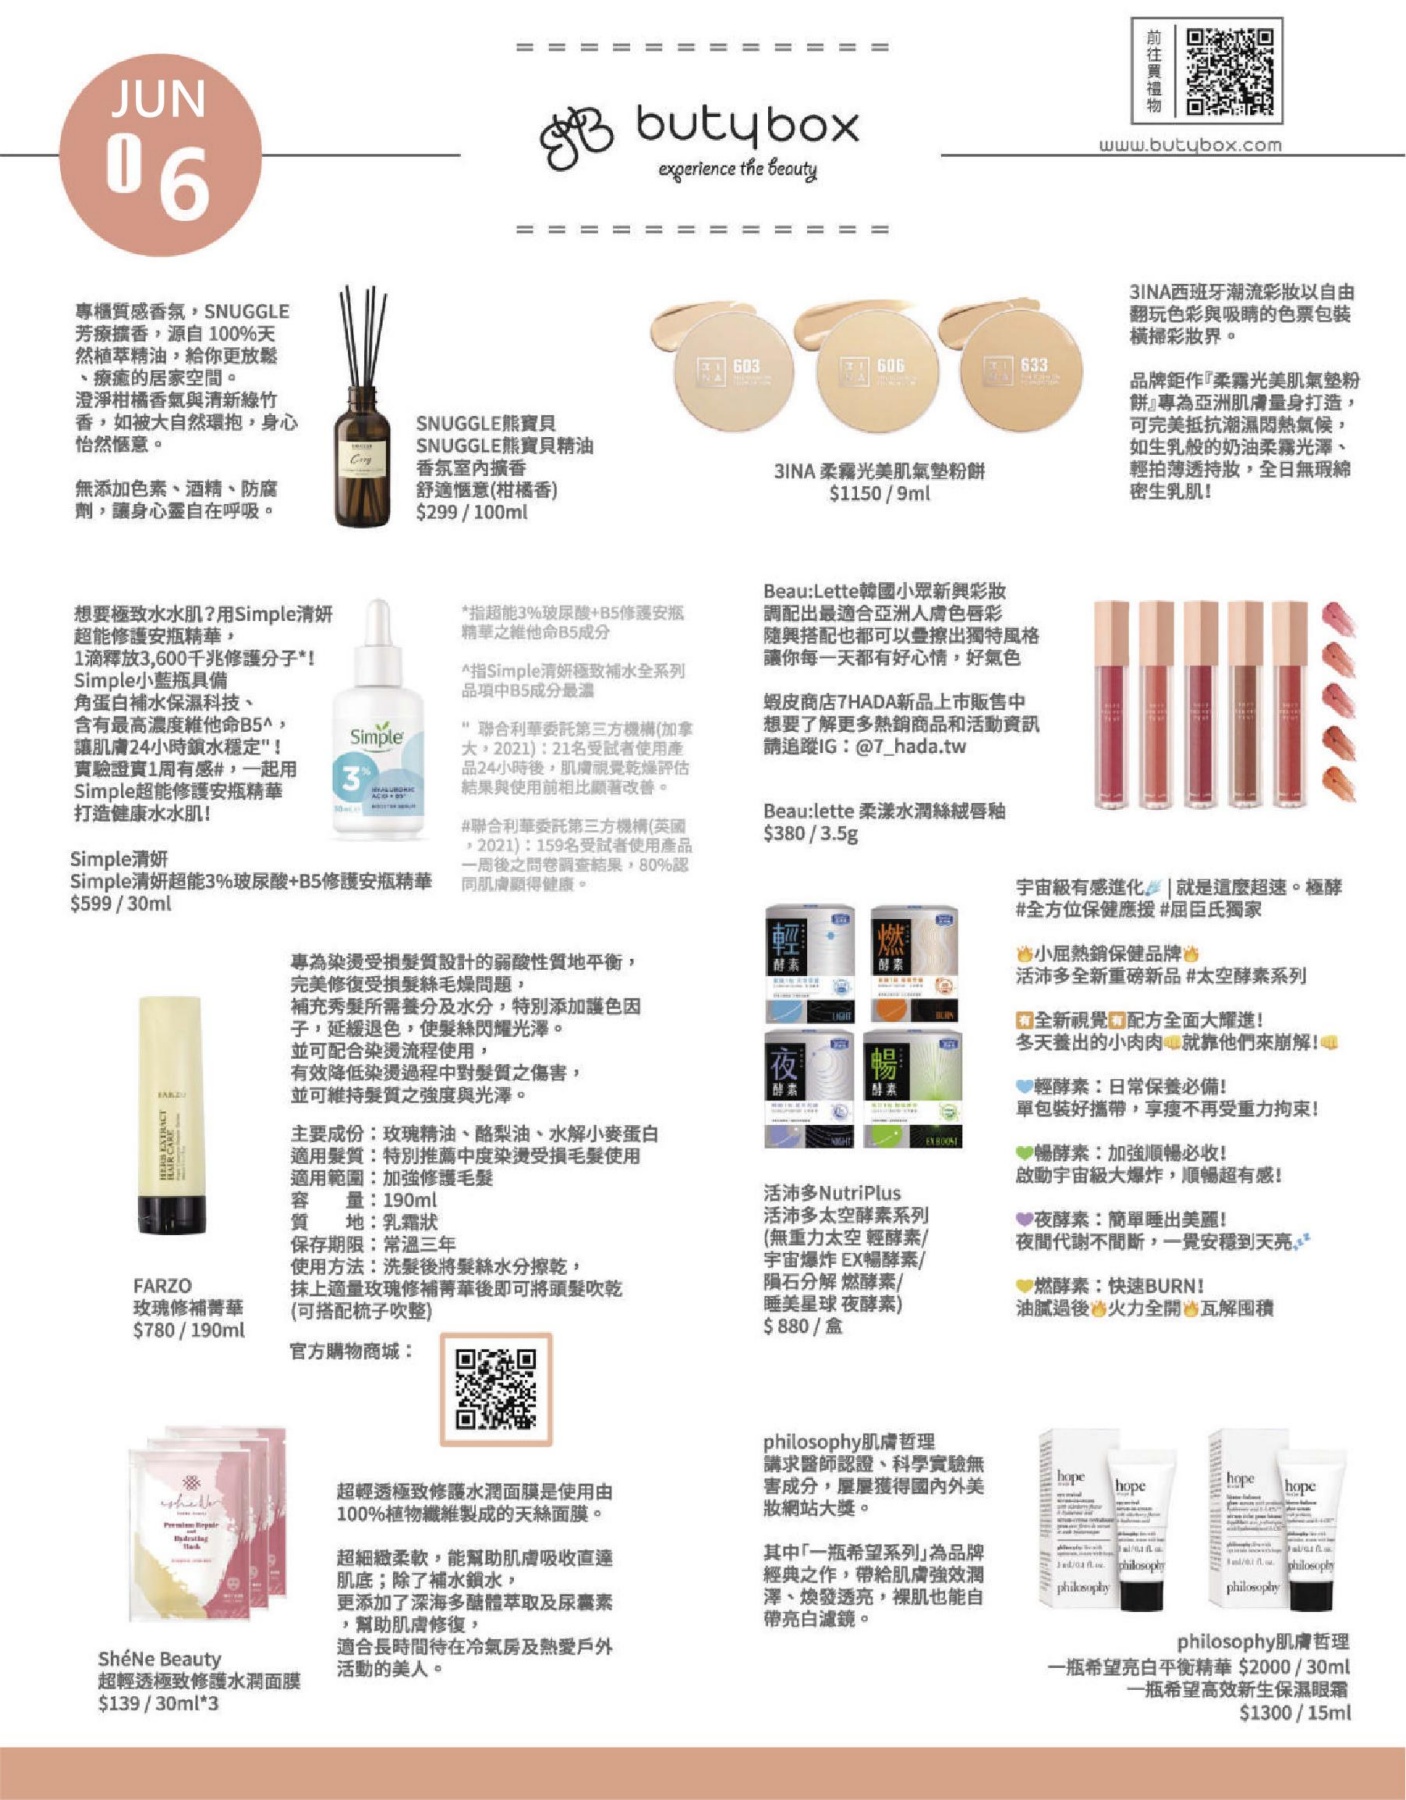 JUN
06
butybox
experience the beauty
前往買禮物
www.butybox.com
專櫃質感香氛，SNUGGLE
芳療擴香，源自 100%天
然植萃精油，給你更放鬆
、療癒的居家空間。
澄淨柑橘香氣與清新綠竹
香，如被大自然環抱，身心
怡然愜意。
無添加色素、酒精、防腐
劑，讓身心靈自在呼吸。
SNUGGLE熊寶貝
SNUGGLE熊寶貝精油
香氛室內擴香
舒適愜意(柑橘香)
$299 / 100ml
3INA 603
3INA 606
3INA 633
3INA 柔霧光美肌氣墊粉餅
$1150 / 9ml
3INA西班牙潮流彩妝以自由
翻玩色彩與吸睛的色票包裝
橫掃彩妝界。
品牌鉅作『柔霧光美肌氣墊粉
餅』專為亞洲肌膚量身打造，
可完美抵抗潮濕悶熱氣候，
如生乳般的奶油柔霧光澤、
輕拍薄透持妝，全日無瑕綿
密生乳肌!
想要極致水水肌?用Simple清妍
超能修護安瓶精華，
1滴釋放3,600千兆修護分子*!
Simple小藍瓶具備
角蛋白補水保濕科技、
含有最高濃度維他命B5^，
讓肌膚24小時鎖水穩定"!
實驗證實1周有感#，一起用
Simple超能修護安瓶精華
打造健康水水肌!
Simple
3%
HYALURONIC
ACID + B5
BOOSTER SERUM
Simple清妍
Simple清妍超能3%玻尿酸+B5修護安瓶精華
$599 / 30ml
*指超能3%玻尿酸+B5修護安瓶
精華之維他命B5成分
^指Simple清妍極致補水全系列
品項中B5成分最濃
" 聯合利華委託第三方機構(加拿
大，2021)：21名受試者使用產
品24小時後，肌膚視覺乾燥評估
結果與使用前相比顯著改善。
#聯合利華委託第三方機構(英國
，2021)：159名受試者使用產品
一周後之問卷調查結果，80%認
同肌膚顯得健康。
Beau:Lette韓國小眾新興彩妝
調配出最適合亞洲人膚色唇彩
隨興搭配也都可以疊擦出獨特風格
讓你每一天都有好心情，好氣色
蝦皮商店7HADA新品上市販售中
想要了解更多熱銷商品和活動資訊
請追蹤IG：@7_hada.tw
Beau:lette 柔漾水潤絲絨唇釉
$380 / 3.5g
FARZO
HERB EXTRACT
HAIR CARE
FARZO
玫瑰修補菁華
$780 / 190ml
專為染燙受損髮質設計的弱酸性質地平衡，
完美修復受損髮絲毛燥問題，
補充秀髮所需養分及水分，特別添加護色因
子，延緩退色，使髮絲閃耀光澤。
並可配合染燙流程使用，
有效降低染燙過程中對髮質之傷害，
並可維持髮質之強度與光澤。
主要成份：玫瑰精油、酪梨油、水解小麥蛋白
適用髮質：特別推薦中度染燙受損毛髮使用
適用範圍：加強修護毛髮
容　　量：190ml
質　　地：乳霜狀
保存期限：常溫三年
使用方法：洗髮後將髮絲水分擦乾，
抹上適量玫瑰修補菁華後即可將頭髮吹乾
(可搭配梳子吹整)
官方購物商城：
輕酵素
LIGHT
燃酵素
BURN
夜酵素
NIGHT
暢酵素
EX BOOST
活沛多NutriPlus
活沛多太空酵素系列
(無重力太空 輕酵素/
宇宙爆炸 EX暢酵素/
隕石分解 燃酵素/
睡美星球 夜酵素)
$ 880 / 盒
宇宙級有感進化☄️ | 就是這麼超速。極酵
#全方位保健應援 #屈臣氏獨家
🔥小屈熱銷保健品牌🔥
活沛多全新重磅新品 #太空酵素系列
🈶全新視覺🈶配方全面大耀進!
冬天養出的小肉肉👊就靠他們來崩解!👊
💙輕酵素：日常保養必備!
單包裝好攜帶，享瘦不再受重力拘束!
💚暢酵素：加強順暢必收!
啟動宇宙級大爆炸，順暢超有感!
💜夜酵素：簡單睡出美麗!
夜間代謝不間斷，一覺安穩到天亮💤
💛燃酵素：快速BURN!
油膩過後🔥火力全開🔥瓦解囤積
Premium Repair
and
Hydrating
Mask
ShéNe Beauty
超輕透極致修護水潤面膜
$139 / 30ml*3
超輕透極致修護水潤面膜是使用由
100%植物纖維製成的天絲面膜。
超細緻柔軟，能幫助肌膚吸收直達
肌底；除了補水鎖水，
更添加了深海多醣體萃取及尿囊素
，幫助肌膚修復，
適合長時間待在冷氣房及熱愛戶外
活動的美人。
philosophy肌膚哲理
講求醫師認證、科學實驗無
害成分，屢屢獲得國內外美
妝網站大獎。
其中「一瓶希望系列」為品牌
經典之作，帶給肌膚強效潤
澤、煥發透亮，裸肌也能自
帶亮白濾鏡。
hope
philosophy
hope
philosophy
hope
philosophy
hope
philosophy
philosophy肌膚哲理
一瓶希望亮白平衡精華 $2000 / 30ml
一瓶希望高效新生保濕眼霜
$1300 / 15ml